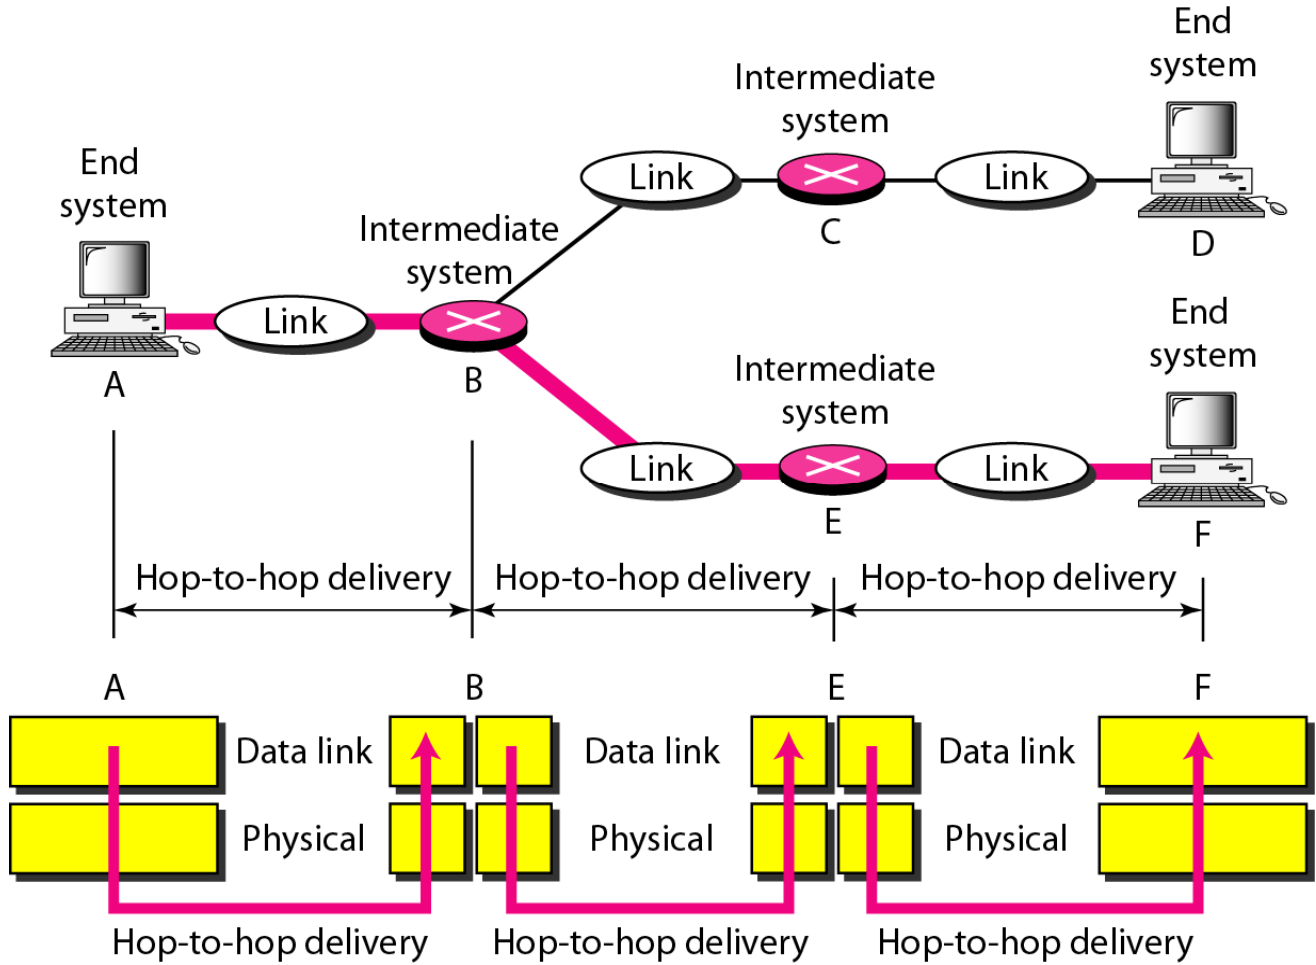 End
system
Intermediate
system
Link
Link
C
D
End
system
Intermediate
system
Link
A
B
End
system
Intermediate
system
Link
Link
E
F
Hop-to-hop delivery
Hop-to-hop delivery
Hop-to-hop delivery
A
B
E
F
Data link
Data link
Data link
Physical
Physical
Physical
Hop-to-hop delivery
Hop-to-hop delivery
Hop-to-hop delivery